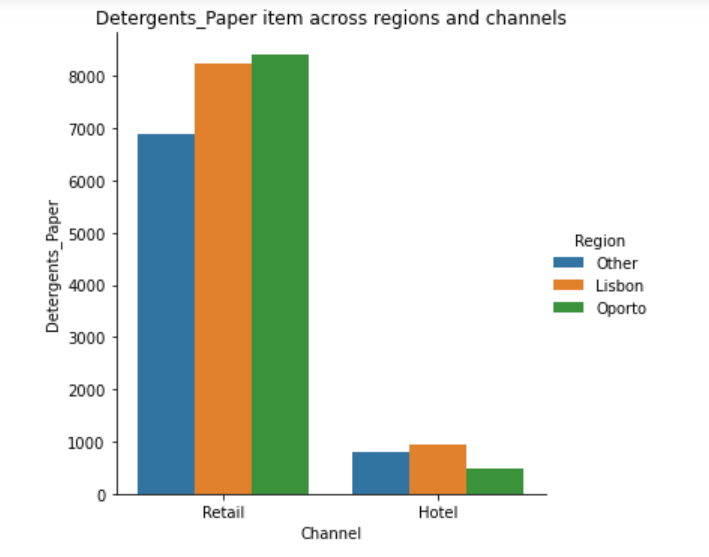 Detergents_Paper item across regions and channels
Detergents_Paper
8000
7000
6000
5000
4000
3000
2000
1000
0
Retail
Hotel
Channel
Region
Other
Lisbon
Oporto